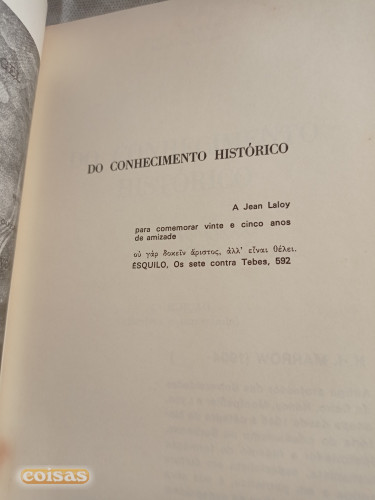 DO CONHECIMENTO HISTÓRICO
A Jean Laloy
para comemorar vinte e cinco anos
de amizade
οὐ γὰρ δοκεῖν ἄριστος, ἀλλ' εἶναι θέλει.
ESQUILO, Os sete contra Tebes, 592
coisas